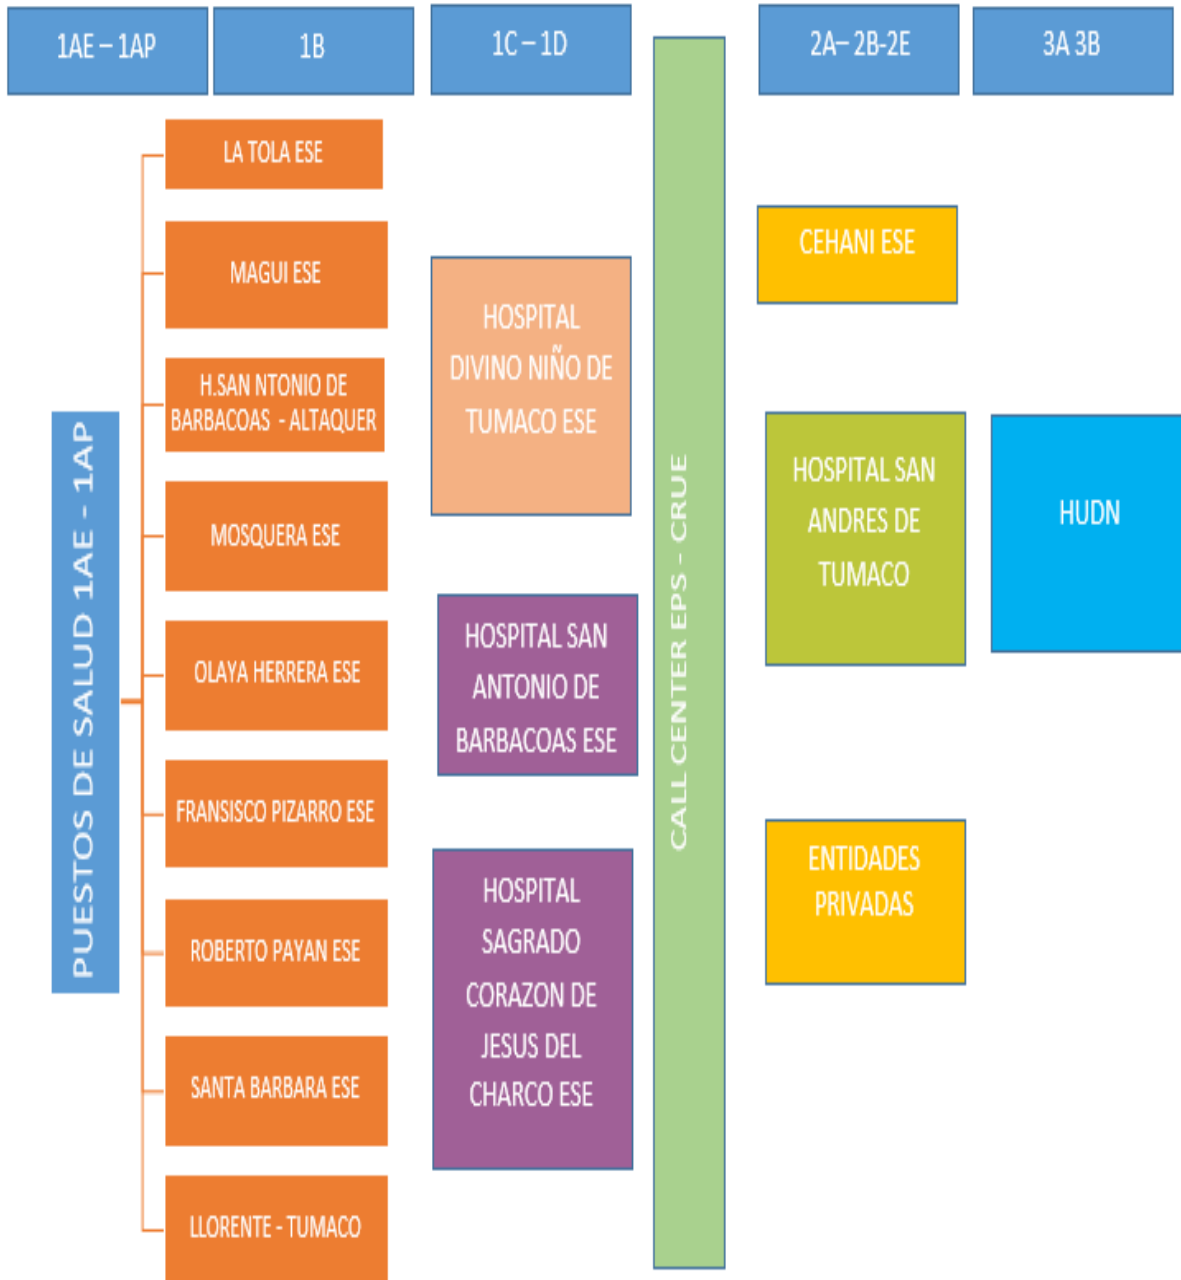 1AE – 1AP
1B
1C – 1D
2A– 2B-2E
3A 3B
PUESTOS DE SALUD 1AE - 1AP
LA TOLA ESE
MAGUI ESE
H.SAN NTONIO DE
BARBACOAS - ALTAQUER
MOSQUERA ESE
OLAYA HERRERA ESE
FRANSISCO PIZARRO ESE
ROBERTO PAYAN ESE
SANTA BARBARA ESE
LLORENTE - TUMACO
HOSPITAL
DIVINO NIÑO DE
TUMACO ESE
HOSPITAL SAN
ANTONIO DE
BARBACOAS ESE
HOSPITAL
SAGRADO
CORAZON DE
JESUS DEL
CHARCO ESE
CALL CENTER EPS - CRUE
CEHANI ESE
HOSPITAL SAN
ANDRES DE
TUMACO
ENTIDADES
PRIVADAS
HUDN